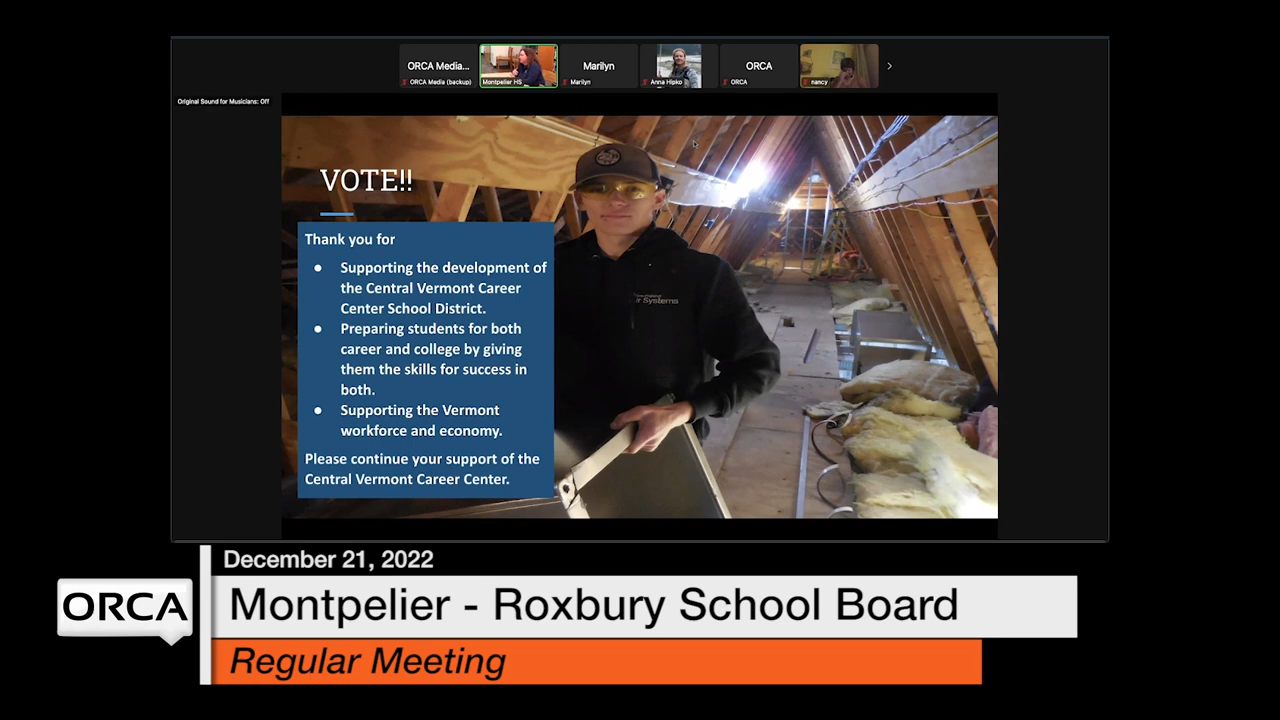 ORCA Media...
Marilyn
ORCA
ORCA Media (backup)
Montpelier HS
Marilyn
Anna Hipko
ORCA
nancy
Original Sound for Musicians: Off
VOTE!!
Thank you for
● Supporting the development of
the Central Vermont Career
Center School District.
● Preparing students for both
career and college by giving
them the skills for success in
both.
● Supporting the Vermont
workforce and economy.
Please continue your support of the
Central Vermont Career Center.
Systems
December 21, 2022
ORCA
Montpelier - Roxbury School Board
Regular Meeting